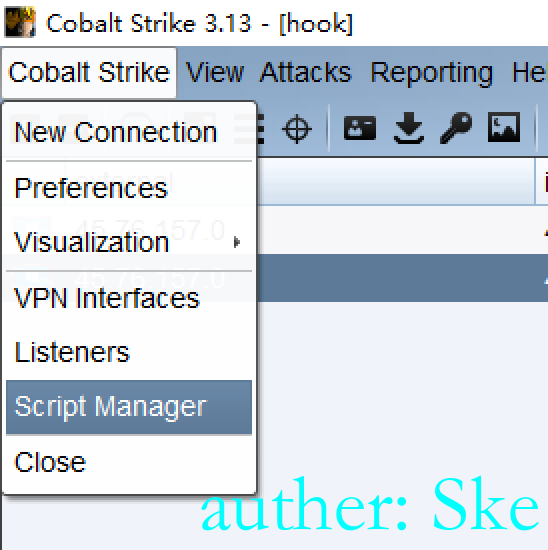 Cobalt Strike 3.13 - [hook]
Cobalt Strike View Attacks Reporting He
New Connection
Preferences
Visualization
VPN Interfaces
Listeners
Script Manager
Close
auther: Ske